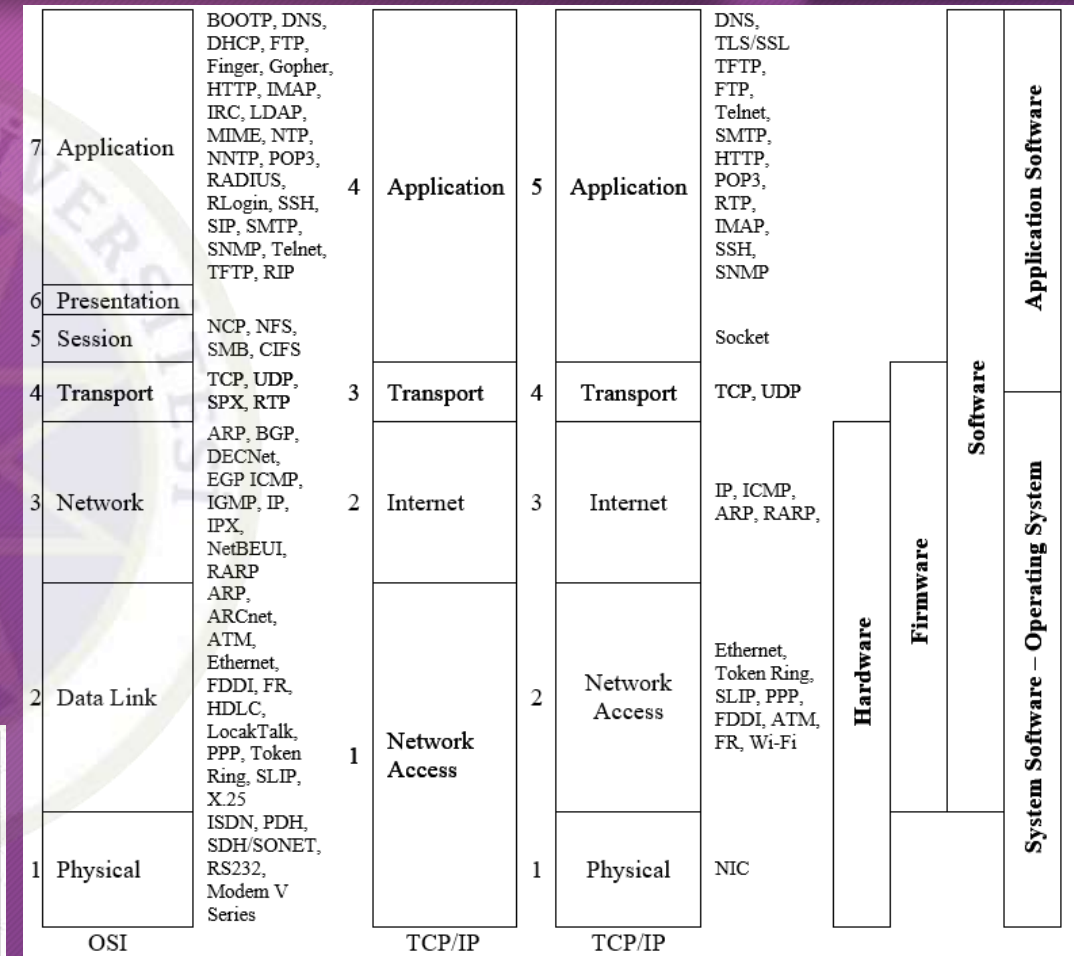 7 Application
BOOTP, DNS,
DHCP, FTP,
Finger, Gopher,
HTTP, IMAP,
IRC, LDAP,
MIME, NTP,
NNTP, POP3,
RADIUS,
RLogin, SSH,
SIP, SMTP,
SNMP, Telnet,
TFTP, RIP
6 Presentation
5 Session
NCP, NFS,
SMB, CIFS
4 Transport
TCP, UDP,
SPX, RTP
3 Network
ARP, BGP,
DECNet,
EGP ICMP,
IGMP, IP,
IPX,
NetBEUI,
RARP
2 Data Link
ARP,
ARCnet,
ATM,
Ethernet,
FDDI, FR,
HDLC,
LocakTalk,
PPP, Token
Ring, SLIP,
X.25
1 Physical
ISDN, PDH,
SDH/SONET,
RS232,
Modem V
Series
OSI
4 Application
3 Transport
2 Internet
1 Network
Access
TCP/IP
5 Application
DNS,
TLS/SSL
TFTP,
FTP,
Telnet,
SMTP,
HTTP,
POP3,
RTP,
IMAP,
SSH,
SNMP
Socket
4 Transport
TCP, UDP
3 Internet
IP, ICMP,
ARP, RARP,
2 Network
Access
Ethernet,
Token Ring,
SLIP, PPP,
FDDI, ATM,
FR, Wi-Fi
1 Physical
NIC
TCP/IP
Hardware
Firmware
Software
Application Software
System Software – Operating System